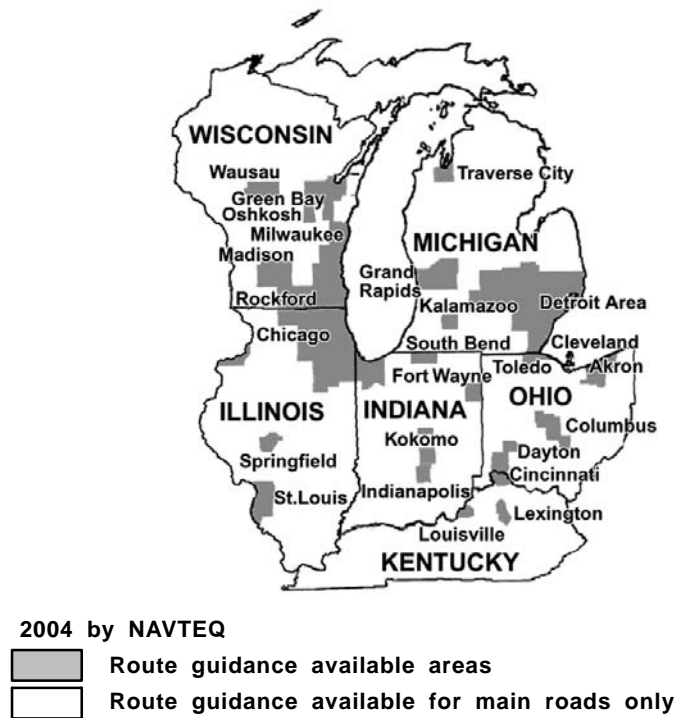 WISCONSIN
Wausau
Traverse City
Green Bay
Oshkosh
Milwaukee
MICHIGAN
Madison
Grand
Rapids
Detroit Area
Kalamazoo
Rockford
Chicago
South Bend
Cleveland
Toledo
Akron
Fort Wayne
ILLINOIS
INDIANA
OHIO
Columbus
Kokomo
Dayton
Springfield
Cincinnati
Indianapolis
St.Louis
Lexington
Louisville
KENTUCKY
2004 by NAVTEQ
Route guidance available areas
Route guidance available for main roads only